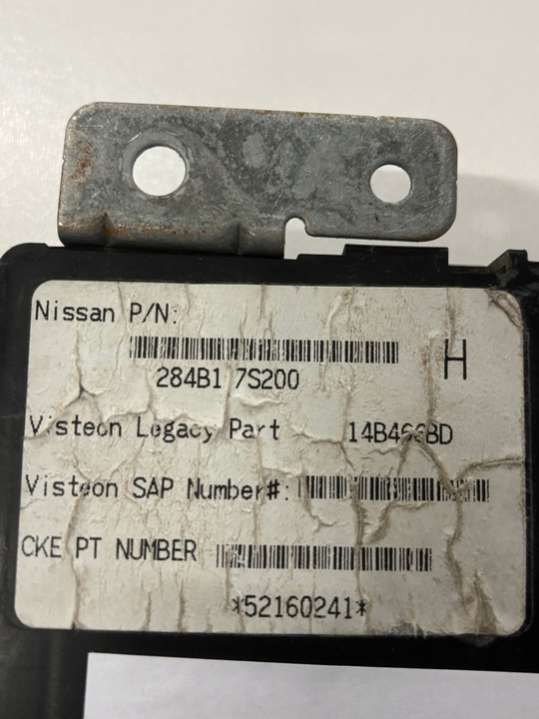 Nissan P/N:
H
284B1 7S200
Visteon Legacy Part
Visteon SAP Number#:
CKE PT NUMBER
*52160241*